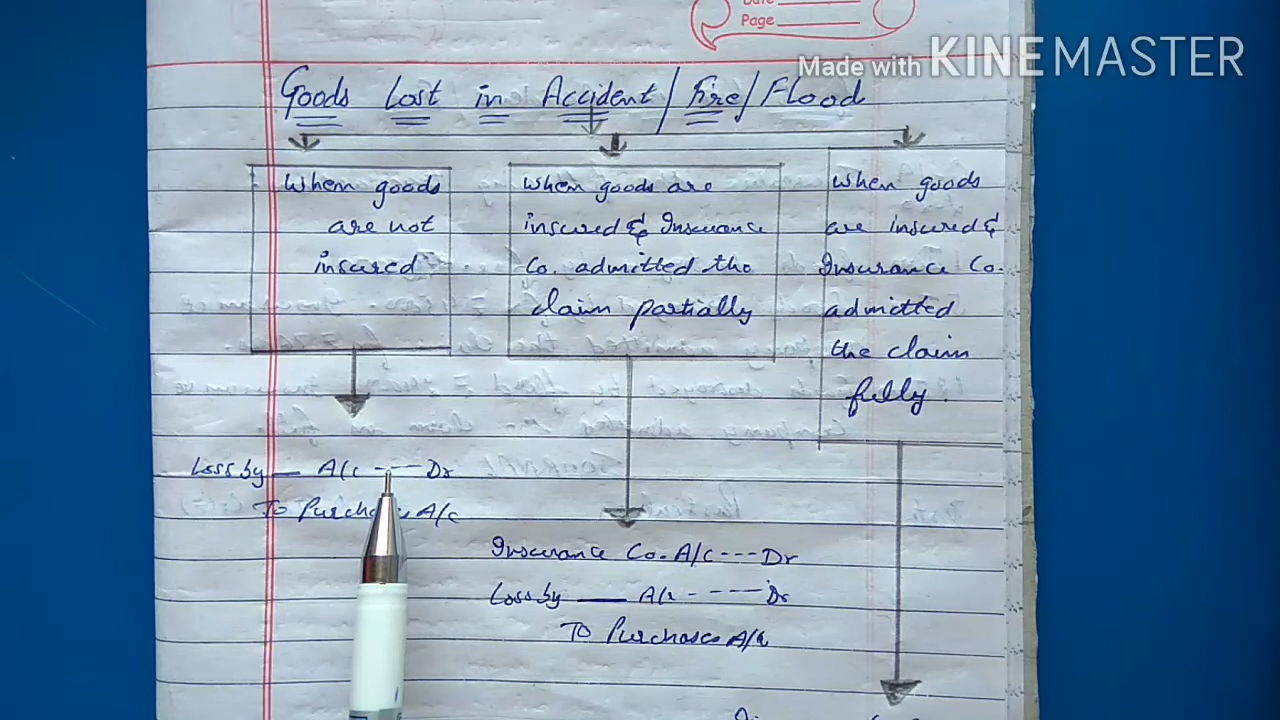 Date
Page
Made with KINEMASTER
Goods Lost in Accident/Fire/Flood
When goods
are not
insured
When goods are
insured & Insurance
Co. admitted the
claim partially
When goods
are insured &
Insurance Co.
admitted
the claim
fully.
Loss by — A/c --- Dr
To Purchases A/c
Insurance Co. A/c --- Dr
Loss by — A/c - --- Dr
To Purchases A/c